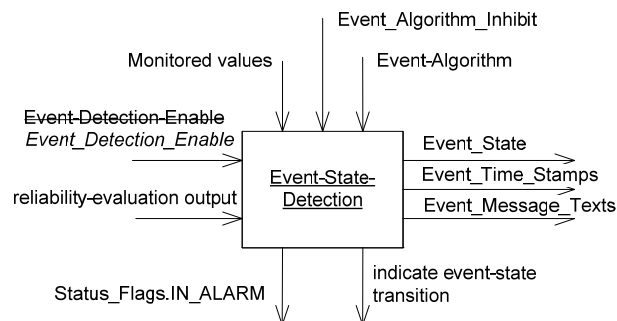 Event_Algorithm_Inhibit
Monitored values
Event-Algorithm
Event-Detection-Enable
Event_Detection_Enable
reliability-evaluation output
Event-State-
Detection
Event_State
Event_Time_Stamps
Event_Message_Texts
Status_Flags.IN_ALARM
indicate event-state
transition